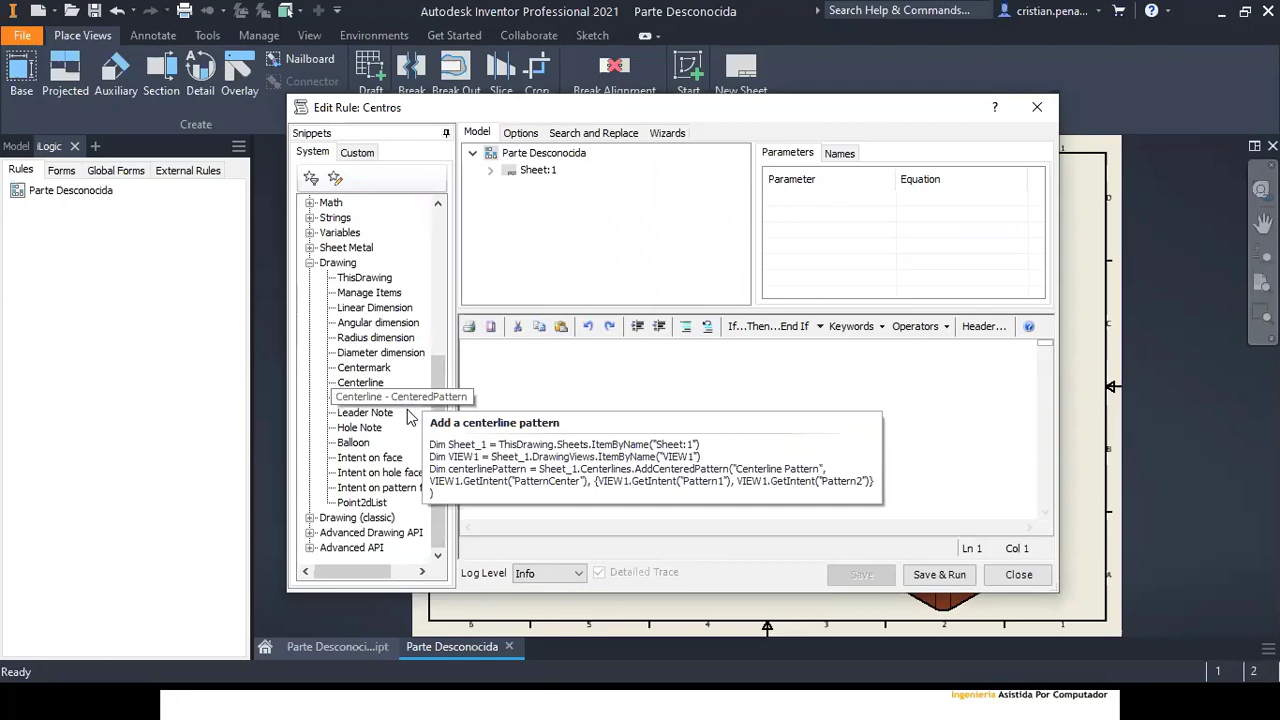 Autodesk Inventor Professional 2021 Parte Desconocida
Search Help & Commands...
cristian.pena...
File
Place Views
Annotate
Tools
Manage
View
Environments
Get Started
Collaborate
Sketch
Base
Projected
Auxiliary
Section
Detail
Overlay
Nailboard
Connector
Draft
Break
Break Out
Slice
Crop
Break Alignment
Start
New Sheet
Create
Edit Rule: Centros
Model
iLogic
Rules
Forms
Global Forms
External Rules
Parte Desconocida
Snippets
System
Custom
Math
Strings
Variables
Sheet Metal
Drawing
ThisDrawing
Manage Items
Linear Dimension
Angular dimension
Radius dimension
Diameter dimension
Centermark
Centerline
Centerline - CenteredPattern
Leader Note
Hole Note
Balloon
Intent on face
Intent on hole face
Intent on pattern f
Point2dList
Drawing (classic)
Advanced Drawing API
Advanced API
Model
Options
Search and Replace
Wizards
Parte Desconocida
Sheet:1
Parameters
Names
Parameter
Equation
If...Then...End If
Keywords
Operators
Header...
Add a centerline pattern
Dim Sheet_1 = ThisDrawing.Sheets.ItemByName("Sheet:1")
Dim VIEW1 = Sheet_1.DrawingViews.ItemByName("VIEW1")
Dim centerlinePattern = Sheet_1.Centerlines.AddCenteredPattern("Centerline Pattern",
VIEW1.GetIntent("PatternCenter"), {VIEW1.GetIntent("Pattern1"), VIEW1.GetIntent("Pattern2")}
)
Ln 1
Col 1
Log Level
Info
Detailed Trace
Save
Save & Run
Close
1
D
C
A
6
5
4
3
2
1
Parte Desconoci...ipt
Parte Desconocida
Ready
1
2
Ingeniería Asistida Por Computador